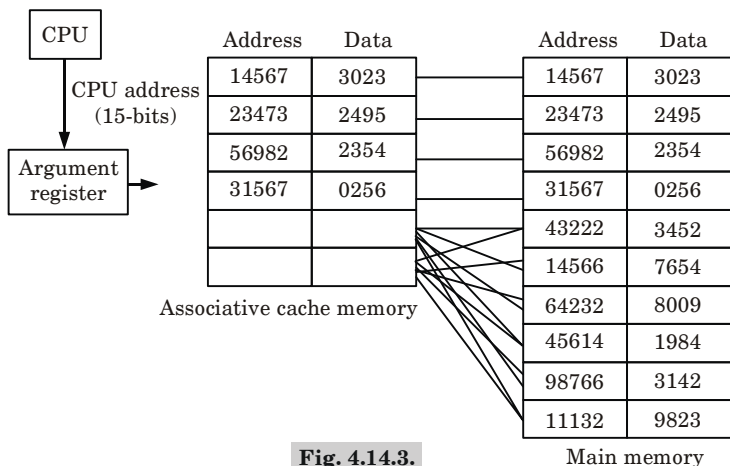 CPU
CPU address
(15-bits)
Argument
register
Address Data
14567 3023
23473 2495
56982 2354
31567 0256
Associative cache memory
Address Data
14567 3023
23473 2495
56982 2354
31567 0256
43222 3452
14566 7654
64232 8009
45614 1984
98766 3142
11132 9823
Main memory
Fig. 4.14.3.